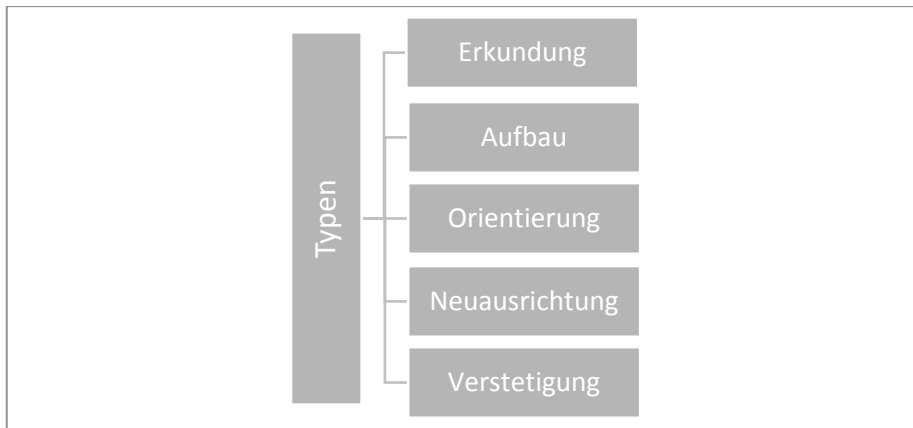 Typen
Erkundung
Aufbau
Orientierung
Neuausrichtung
Verstetigung